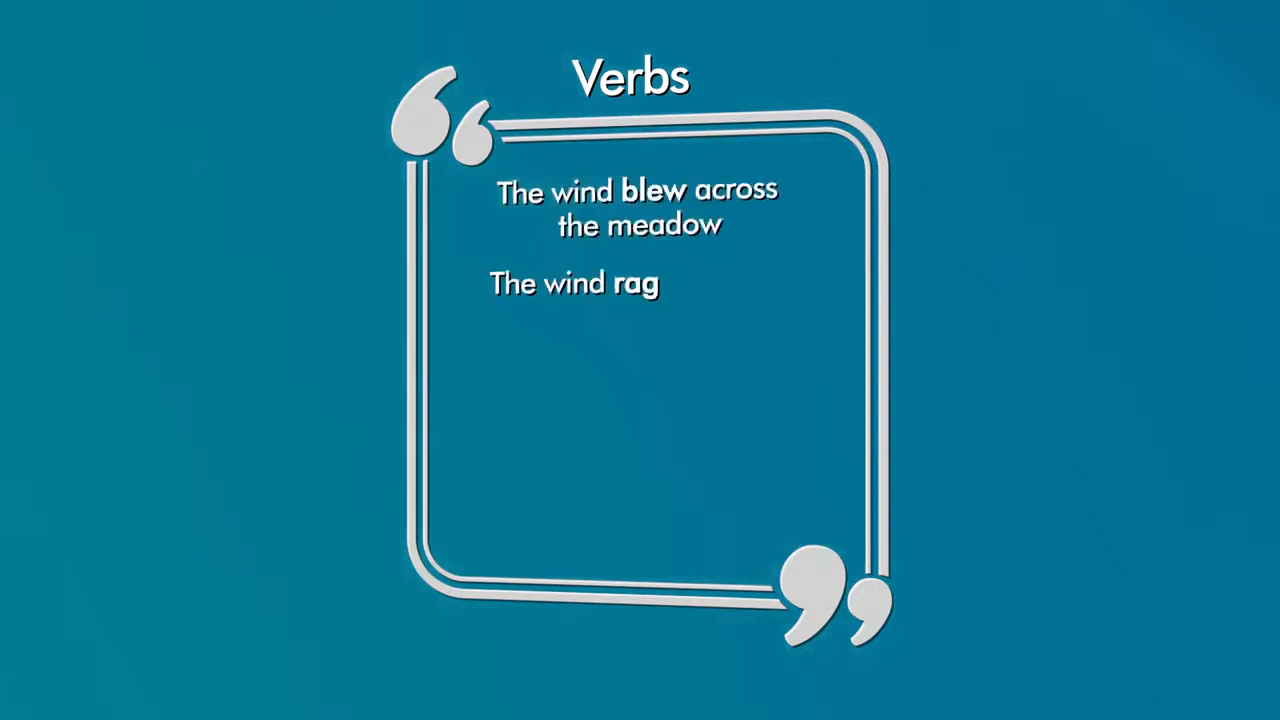 Verbs
The wind blew across
the meadow
The wind rag